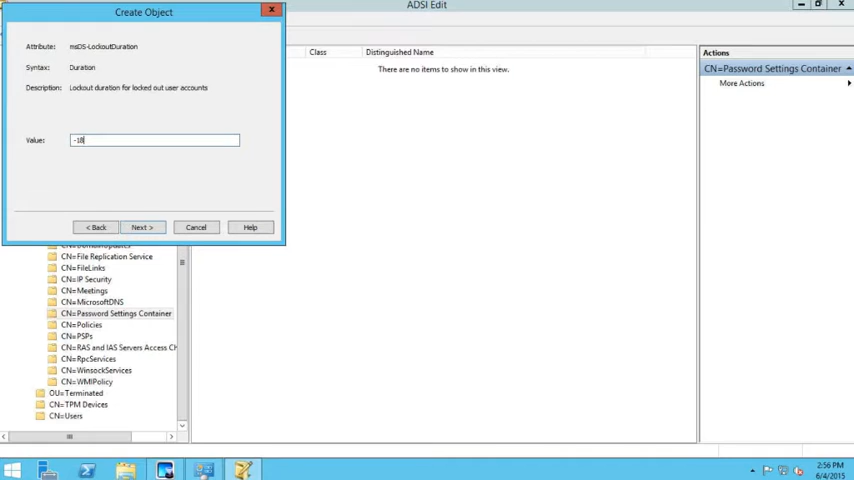 Create Object
x
Attribute: msDS-LockoutDuration
Syntax: Duration
Description: Lockout duration for locked out user accounts
Value: -18
< Back Next > Cancel Help
ADSI Edit
Class Distinguished Name
There are no items to show in this view.
Actions
CN=Password Settings Container
More Actions
CN=DomainUpdates
CN=File Replication Service
CN=FileLinks
CN=IP Security
CN=Meetings
CN=MicrosoftDNS
CN=Password Settings Container
CN=Policies
CN=PSPs
CN=RAS and IAS Servers Access Ch
CN=RpcServices
CN=WinsockServices
CN=WMIPolicy
OU=Terminated
CN=TPM Devices
CN=Users
2:56 PM
6/4/2015